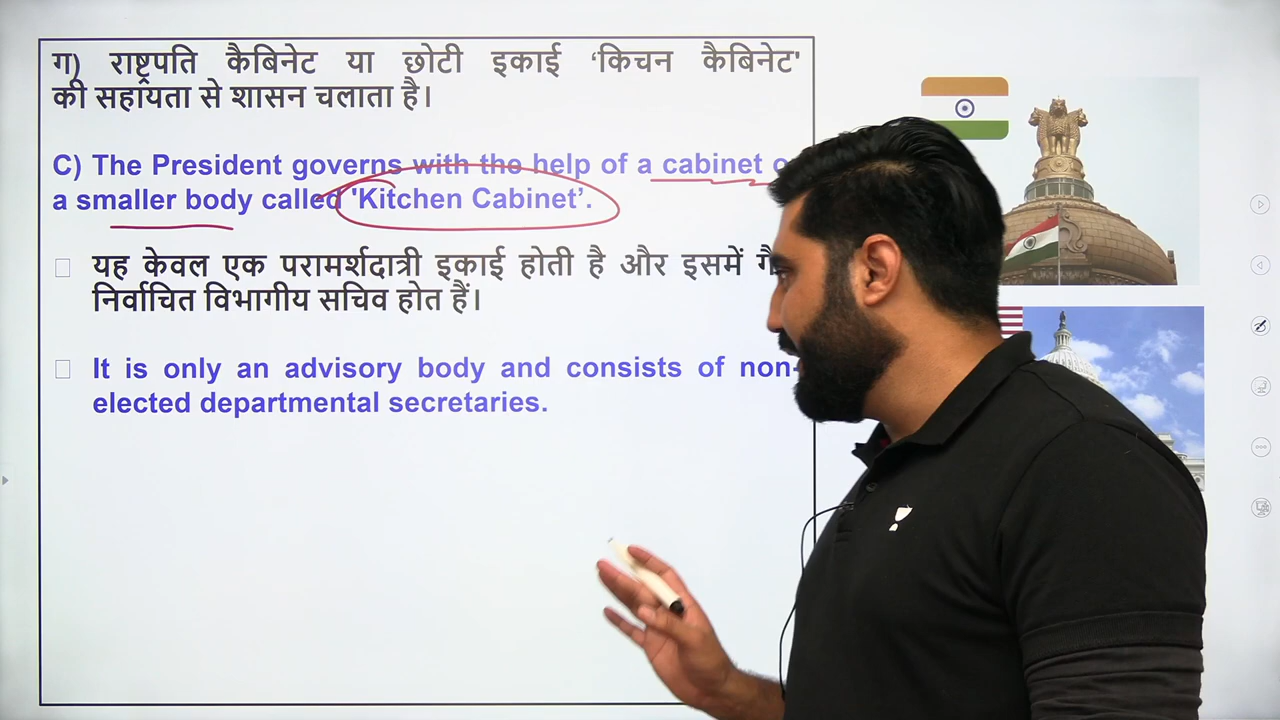 ग) राष्ट्रपति कैबिनेट या छोटी इकाई ‘किचन कैबिनेट'
की सहायता से शासन चलाता है।
C) The President governs with the help of a cabinet
a smaller body called 'Kitchen Cabinet’.
यह केवल एक परामर्शदात्री इकाई होती है और इसमें
निर्वाचित विभागीय सचिव होत हैं।
It is only an advisory body and consists of non-
elected departmental secretaries.